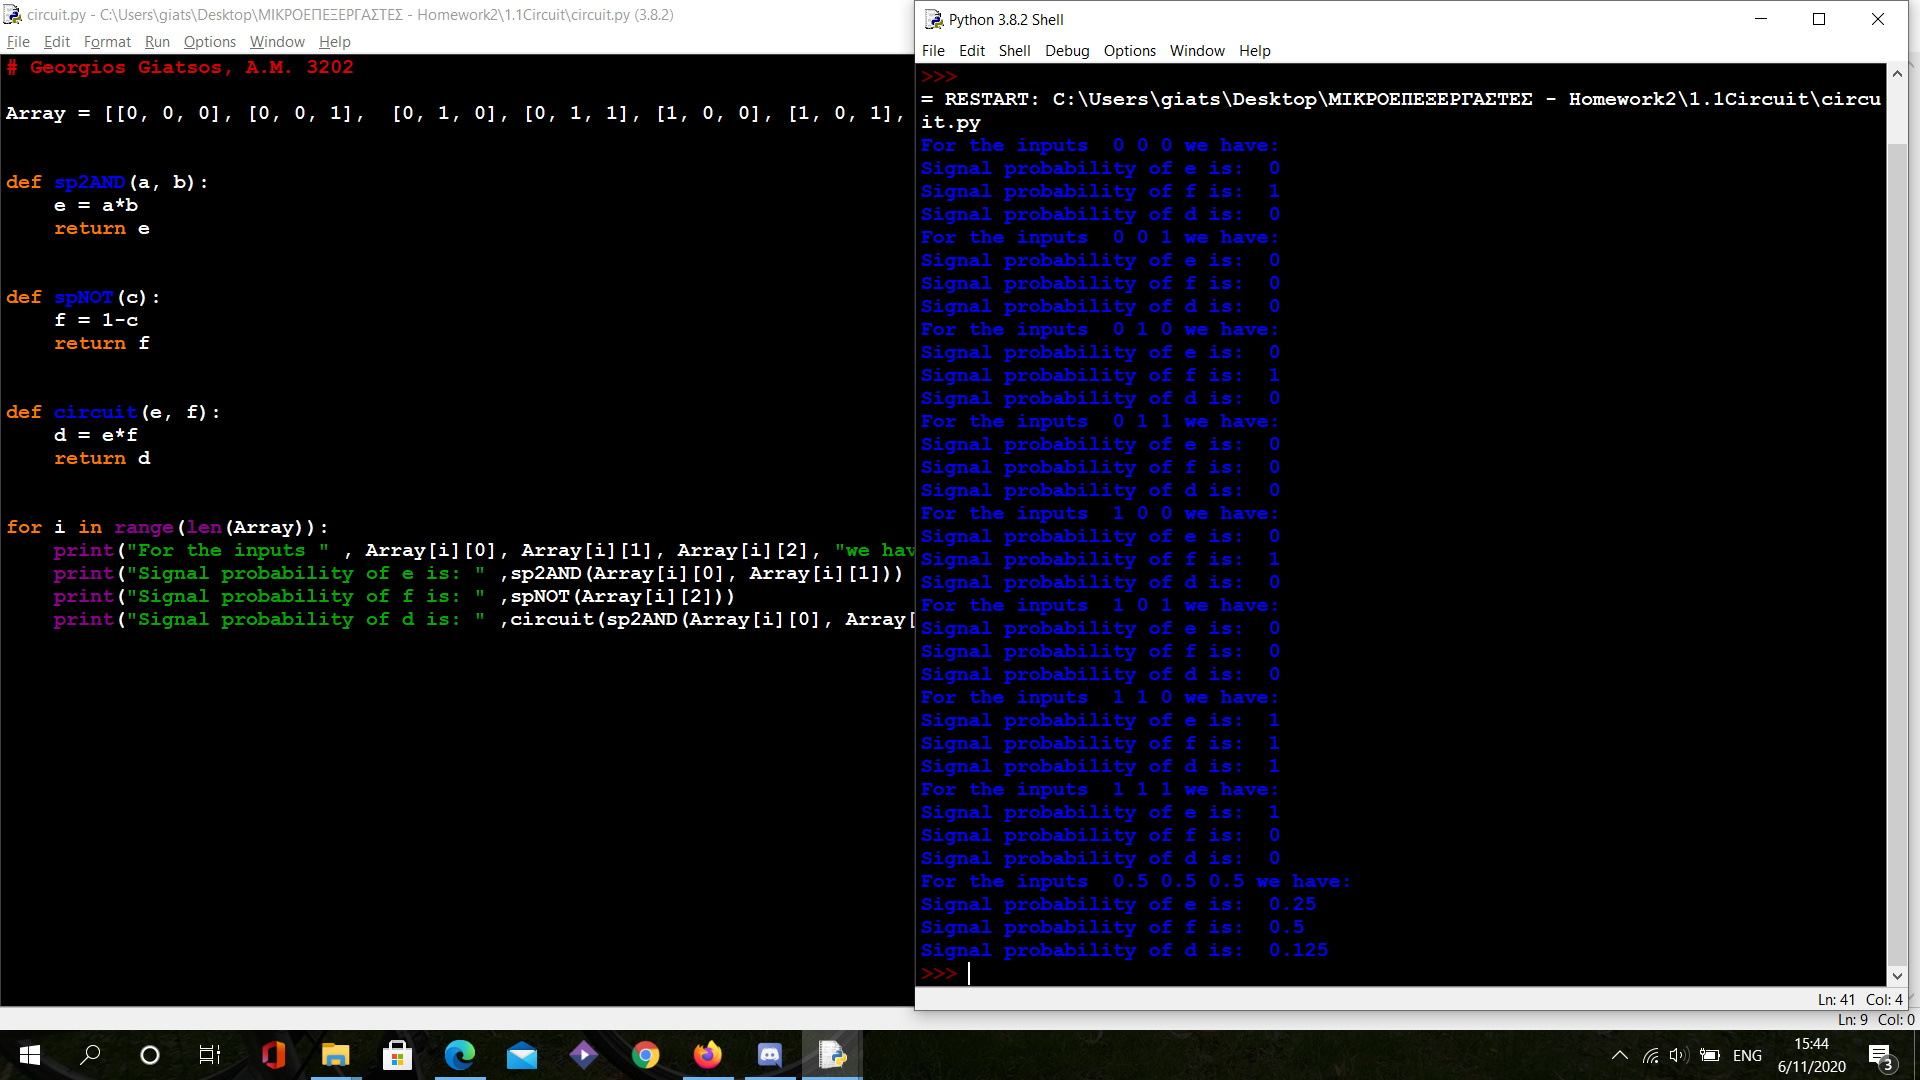 circuit.py - C:\Users\giats\Desktop\ΜΙΚΡΟΕΠΕΞΕΡΓΑΣΤΕΣ - Homework2\1.1Circuit\circuit.py (3.8.2)
File Edit Format Run Options Window Help
# Georgios Giatsos, A.M. 3202
Array = [[0, 0, 0], [0, 0, 1],  [0, 1, 0], [0, 1, 1], [1, 0, 0], [1, 0, 1],
def sp2AND(a, b):
    e = a*b
    return e
def spNOT(c):
    f = 1-c
    return f
def circuit(e, f):
    d = e*f
    return d
for i in range(len(Array)):
    print("For the inputs " , Array[i][0], Array[i][1], Array[i][2], "we hav
    print("Signal probability of e is: " ,sp2AND(Array[i][0], Array[i][1]))
    print("Signal probability of f is: " ,spNOT(Array[i][2]))
    print("Signal probability of d is: " ,circuit(sp2AND(Array[i][0], Array[
Python 3.8.2 Shell
File Edit Shell Debug Options Window Help
>>>
= RESTART: C:\Users\giats\Desktop\ΜΙΚΡΟΕΠΕΞΕΡΓΑΣΤΕΣ - Homework2\1.1Circuit\circu
it.py
For the inputs  0 0 0 we have:
Signal probability of e is:  0
Signal probability of f is:  1
Signal probability of d is:  0
For the inputs  0 0 1 we have:
Signal probability of e is:  0
Signal probability of f is:  0
Signal probability of d is:  0
For the inputs  0 1 0 we have:
Signal probability of e is:  0
Signal probability of f is:  1
Signal probability of d is:  0
For the inputs  0 1 1 we have:
Signal probability of e is:  0
Signal probability of f is:  0
Signal probability of d is:  0
For the inputs  1 0 0 we have:
Signal probability of e is:  0
Signal probability of f is:  1
Signal probability of d is:  0
For the inputs  1 0 1 we have:
Signal probability of e is:  0
Signal probability of f is:  0
Signal probability of d is:  0
For the inputs  1 1 0 we have:
Signal probability of e is:  1
Signal probability of f is:  1
Signal probability of d is:  1
For the inputs  1 1 1 we have:
Signal probability of e is:  1
Signal probability of f is:  0
Signal probability of d is:  0
For the inputs  0.5 0.5 0.5 we have:
Signal probability of e is:  0.25
Signal probability of f is:  0.5
Signal probability of d is:  0.125
>>>
Ln: 41 Col: 4
Ln: 9 Col: 0
ENG
15:44
6/11/2020
3